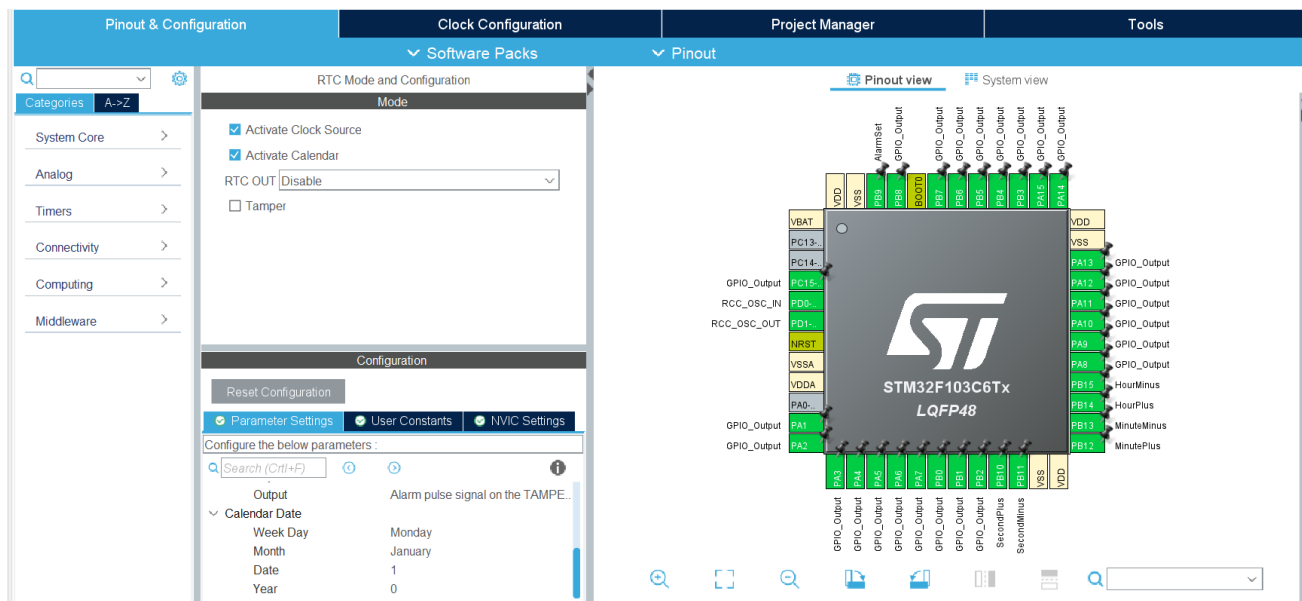 Pinout & Configuration
Clock Configuration
Project Manager
Tools
Software Packs
Pinout
Categories
A->Z
System Core
Analog
Timers
Connectivity
Computing
Middleware
RTC Mode and Configuration
Mode
Activate Clock Source
Activate Calendar
RTC OUT Disable
Tamper
Configuration
Reset Configuration
Parameter Settings
User Constants
NVIC Settings
Configure the below parameters :
Search (Crtl+F)
Output Alarm pulse signal on the TAMPE..
Calendar Date
Week Day Monday
Month January
Date 1
Year 0
Pinout view
System view
AlarmSet
GPIO_Output
GPIO_Output
GPIO_Output
GPIO_Output
GPIO_Output
GPIO_Output
GPIO_Output
GPIO_Output
VDD
VSS
PB9
PB8
BOOT0
PB7
PB6
PB5
PB4
PB3
PA15
PA14
VBAT
PC13-..
PC14-..
GPIO_Output PC15-..
RCC_OSC_IN PD0-..
RCC_OSC_OUT PD1-..
NRST
VSSA
VDDA
PA0-..
GPIO_Output PA1
GPIO_Output PA2
ST
STM32F103C6Tx
LQFP48
VDD
VSS
PA13 GPIO_Output
PA12 GPIO_Output
PA11 GPIO_Output
PA10 GPIO_Output
PA9 GPIO_Output
PA8 GPIO_Output
PB15 HourMinus
PB14 HourPlus
PB13 MinuteMinus
PB12 MinutePlus
PA3
PA4
PA5
PA6
PA7
PB0
PB1
PB2
PB10
PB11
VSS
VDD
GPIO_Output
GPIO_Output
GPIO_Output
GPIO_Output
GPIO_Output
GPIO_Output
GPIO_Output
GPIO_Output
SecondPlus
SecondMinus